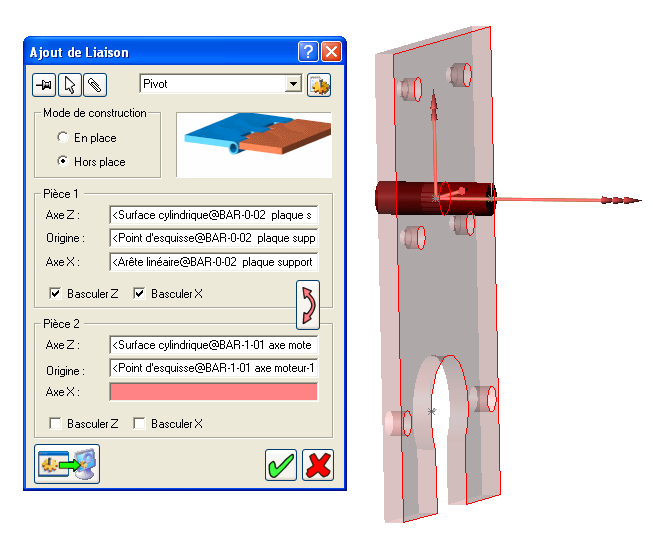 Ajout de Liaison
Pivot
Mode de construction
En place
Hors place
Pièce 1
Axe Z :
<Surface cylindrique@BAR-0-02 plaque s
Origine :
<Point d'esquisse@BAR-0-02 plaque supp
Axe X :
<Arête linéaire@BAR-0-02 plaque support
Basculer Z
Basculer X
Pièce 2
Axe Z :
<Surface cylindrique@BAR-1-01 axe mote
Origine :
<Point d'esquisse@BAR-1-01 axe moteur-1
Axe X :
Basculer Z
Basculer X